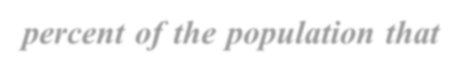 percent of the population that